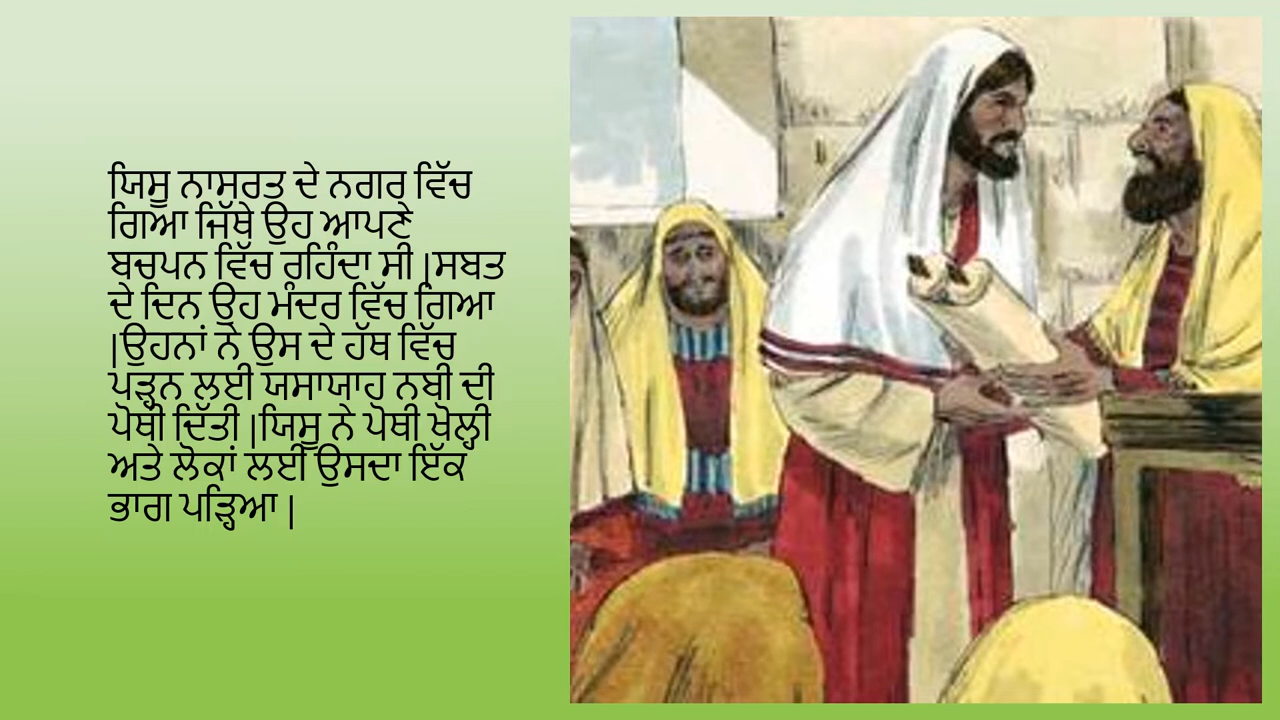 ਯਿਸੂ ਨਾਸਰਤ ਦੇ ਨਗਰ ਵਿੱਚ
ਗਿਆ ਜਿੱਥੇ ਉਹ ਆਪਣੇ
ਬਚਪਨ ਵਿੱਚ ਰਹਿੰਦਾ ਸੀ |ਸਬਤ
ਦੇ ਦਿਨ ਉਹ ਮੰਦਰ ਵਿੱਚ ਗਿਆ
|ਉਹਨਾਂ ਨੇ ਉਸ ਦੇ ਹੱਥ ਵਿੱਚ
ਪੜ੍ਹਨ ਲਈ ਯਸਾਯਾਹ ਨਬੀ ਦੀ
ਪੋਥੀ ਦਿੱਤੀ |ਯਿਸੂ ਨੇ ਪੋਥੀ ਖੋਲ੍ਹੀ
ਅਤੇ ਲੋਕਾਂ ਲਈ ਉਸਦਾ ਇੱਕ
ਭਾਗ ਪੜ੍ਹਿਆ |